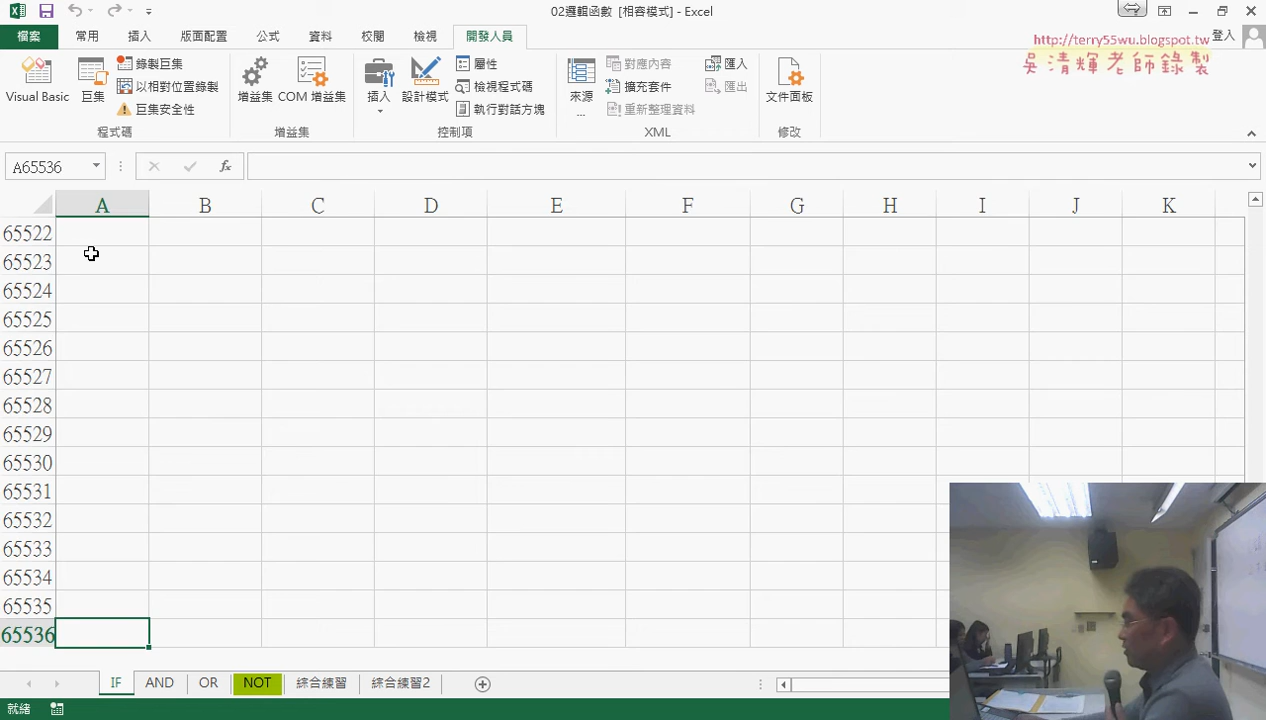 02邏輯函數 [相容模式] - Excel
檔案 常用 插入 版面配置 公式 資料 校閱 檢視 開發人員 登入
http://terry55wu.blogspot.tw
吳清輝老師錄製
Visual Basic 巨集 錄製巨集 以相對位置錄製 巨集安全性
增益集 COM 增益集
插入 設計模式 屬性 檢視程式碼 執行對話方塊
來源... 對應內容 擴充套件 重新整理資料 匯入 匯出
文件面板
程式碼 增益集 控制項 XML 修改
A65536 fx
A B C D E F G H I J K
65522
65523
65524
65525
65526
65527
65528
65529
65530
65531
65532
65533
65534
65535
65536
IF AND OR NOT 綜合練習 綜合練習2
就緒